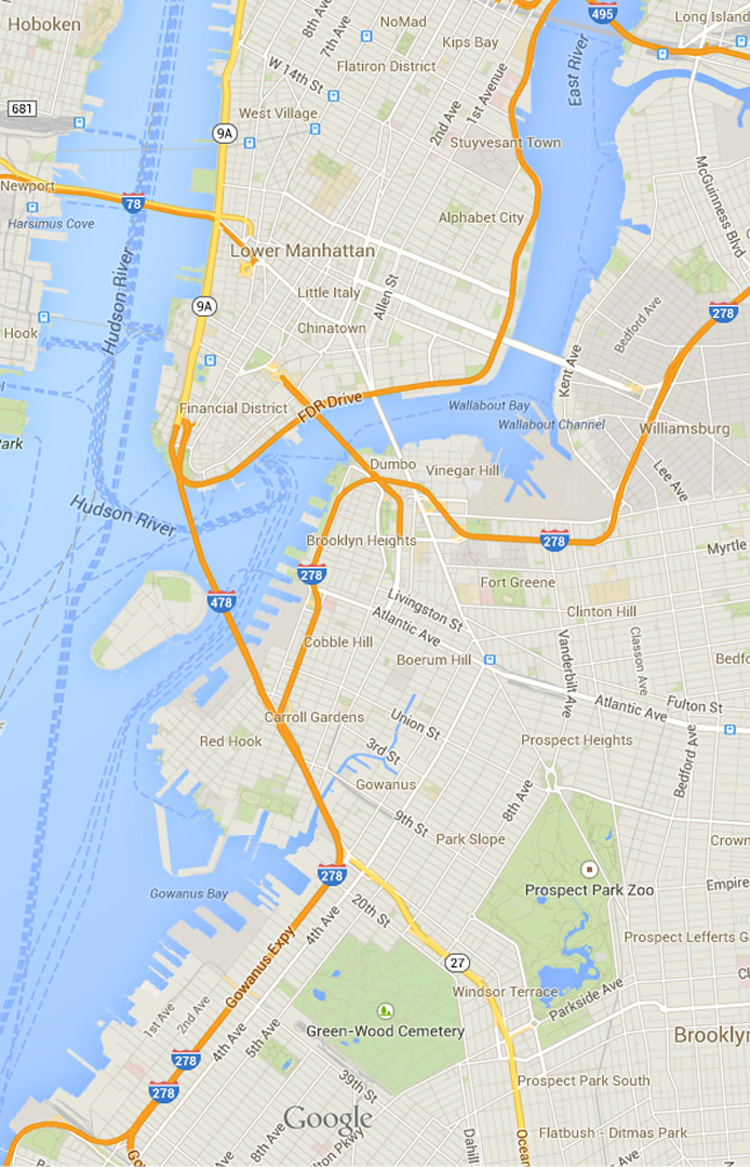 Hoboken
8th Ave
7th Ave
NoMad
495
Long Island
Kips Bay
W 14th St
Flatiron District
East River
681
2nd Ave
1st Avenue
West Village
9A
Stuyvesant Town
McGuinness Blvd
Newport
78
Harsimus Cove
Alphabet City
Hudson River
Lower Manhattan
9A
Little Italy
Allen St
278
Hook
Chinatown
Bedford Ave
Kent Ave
FDR Drive
Financial District
Wallabout Bay
Wallabout Channel
Williamsburg
Park
Dumbo
Vinegar Hill
Lee Ave
Hudson River
Brooklyn Heights
278
Myrtle
278
Fort Greene
478
Livingston St
Clinton Hill
Atlantic Ave
Cobble Hill
Boerum Hill
Vanderbilt Ave
Classon Ave
Bedfo
Atlantic Ave
Fulton St
Carroll Gardens
Union St
Red Hook
3rd St
Prospect Heights
Bedford Ave
Gowanus
8th Ave
9th St
Park Slope
Crown
278
Prospect Park Zoo
Empire
Gowanus Bay
20th St
4th Ave
Prospect Lefferts G
Gowanus Expy
27
Windsor Terrace
Parkside Ave
1st Ave
2nd Ave
4th Ave
5th Ave
Green-Wood Cemetery
Brooklyn
278
278
39th St
Prospect Park South
Google
8th Ave
lton Pkwy
Dahill
Ocean
Flatbush - Ditmas Park
Go